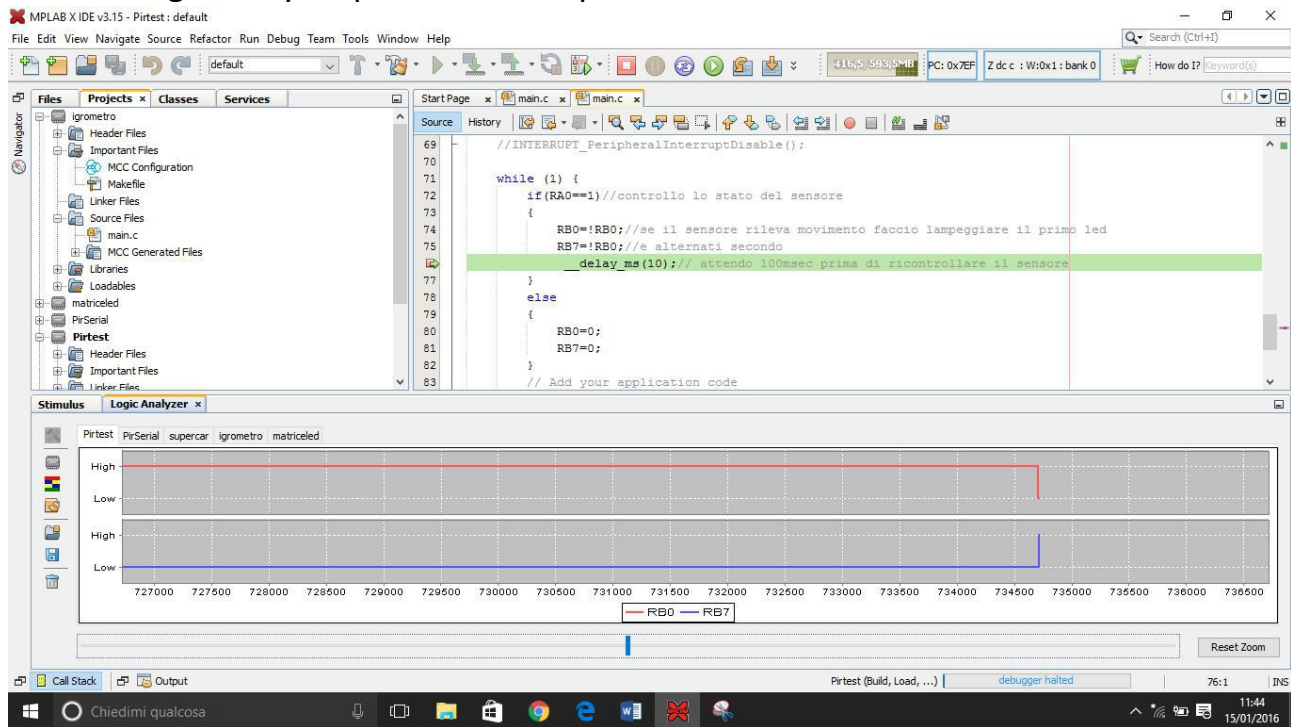 MPLAB X IDE v3.15 - Pirtest : default
File Edit View Navigate Source Refactor Run Debug Team Tools Window Help
Search (Ctrl+I)
default
416,5/593,5MB
PC: 0x7EF
Z dc c : W:0x1 : bank 0
How do I? Keyword(s)
Files Projects x Classes Services
Start Page x main.c x main.c x
Source History
igrometro
Header Files
Important Files
MCC Configuration
Makefile
Linker Files
Source Files
main.c
MCC Generated Files
Libraries
Loadables
matriceled
PirSerial
Pirtest
Header Files
Important Files
Linker Files
69 //INTERRUPT_PeripheralInterruptDisable();
70
71 while (1) {
72 if(RA0==1)//controllo lo stato del sensore
73 {
74 RB0=!RB0;//se il sensore rileva movimento faccio lampeggiare il primo led
75 RB7=!RB0;//e alternati secondo
__delay_ms(10);// attendo 100msec prima di ricontrollare il sensore
77 }
78 else
79 {
80 RB0=0;
81 RB7=0;
82 }
83 // Add your application code
Stimulus Logic Analyzer x
Pirtest PirSerial supercar igrometro matriceled
High
Low
High
Low
727000 727500 728000 728500 729000 729500 730000 730500 731000 731500 732000 732500 733000 733500 734000 734500 735000 735500 736000 736500
RB0 RB7
Reset Zoom
Call Stack Output
Pirtest (Build, Load, ...)
debugger halted
76:1
INS
Chiedimi qualcosa
11:44
15/01/2016